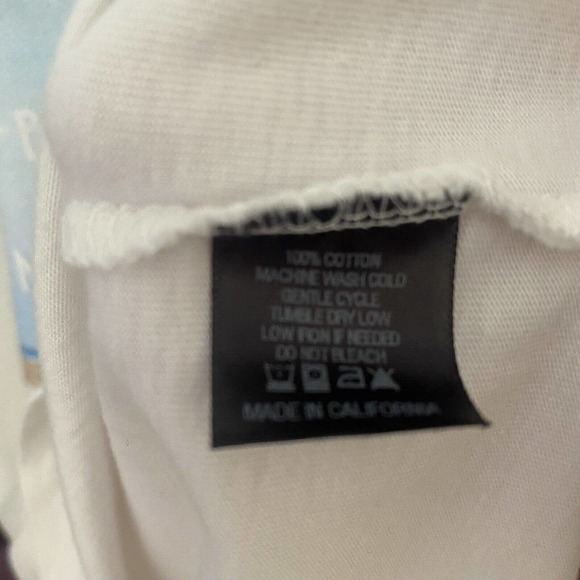 100% COTTON
MACHINE WASH COLD
GENTLE CYCLE
TUMBLE DRY LOW
LOW IRON IF NEEDED
DO NOT BLEACH
MADE IN CALIFORNIA